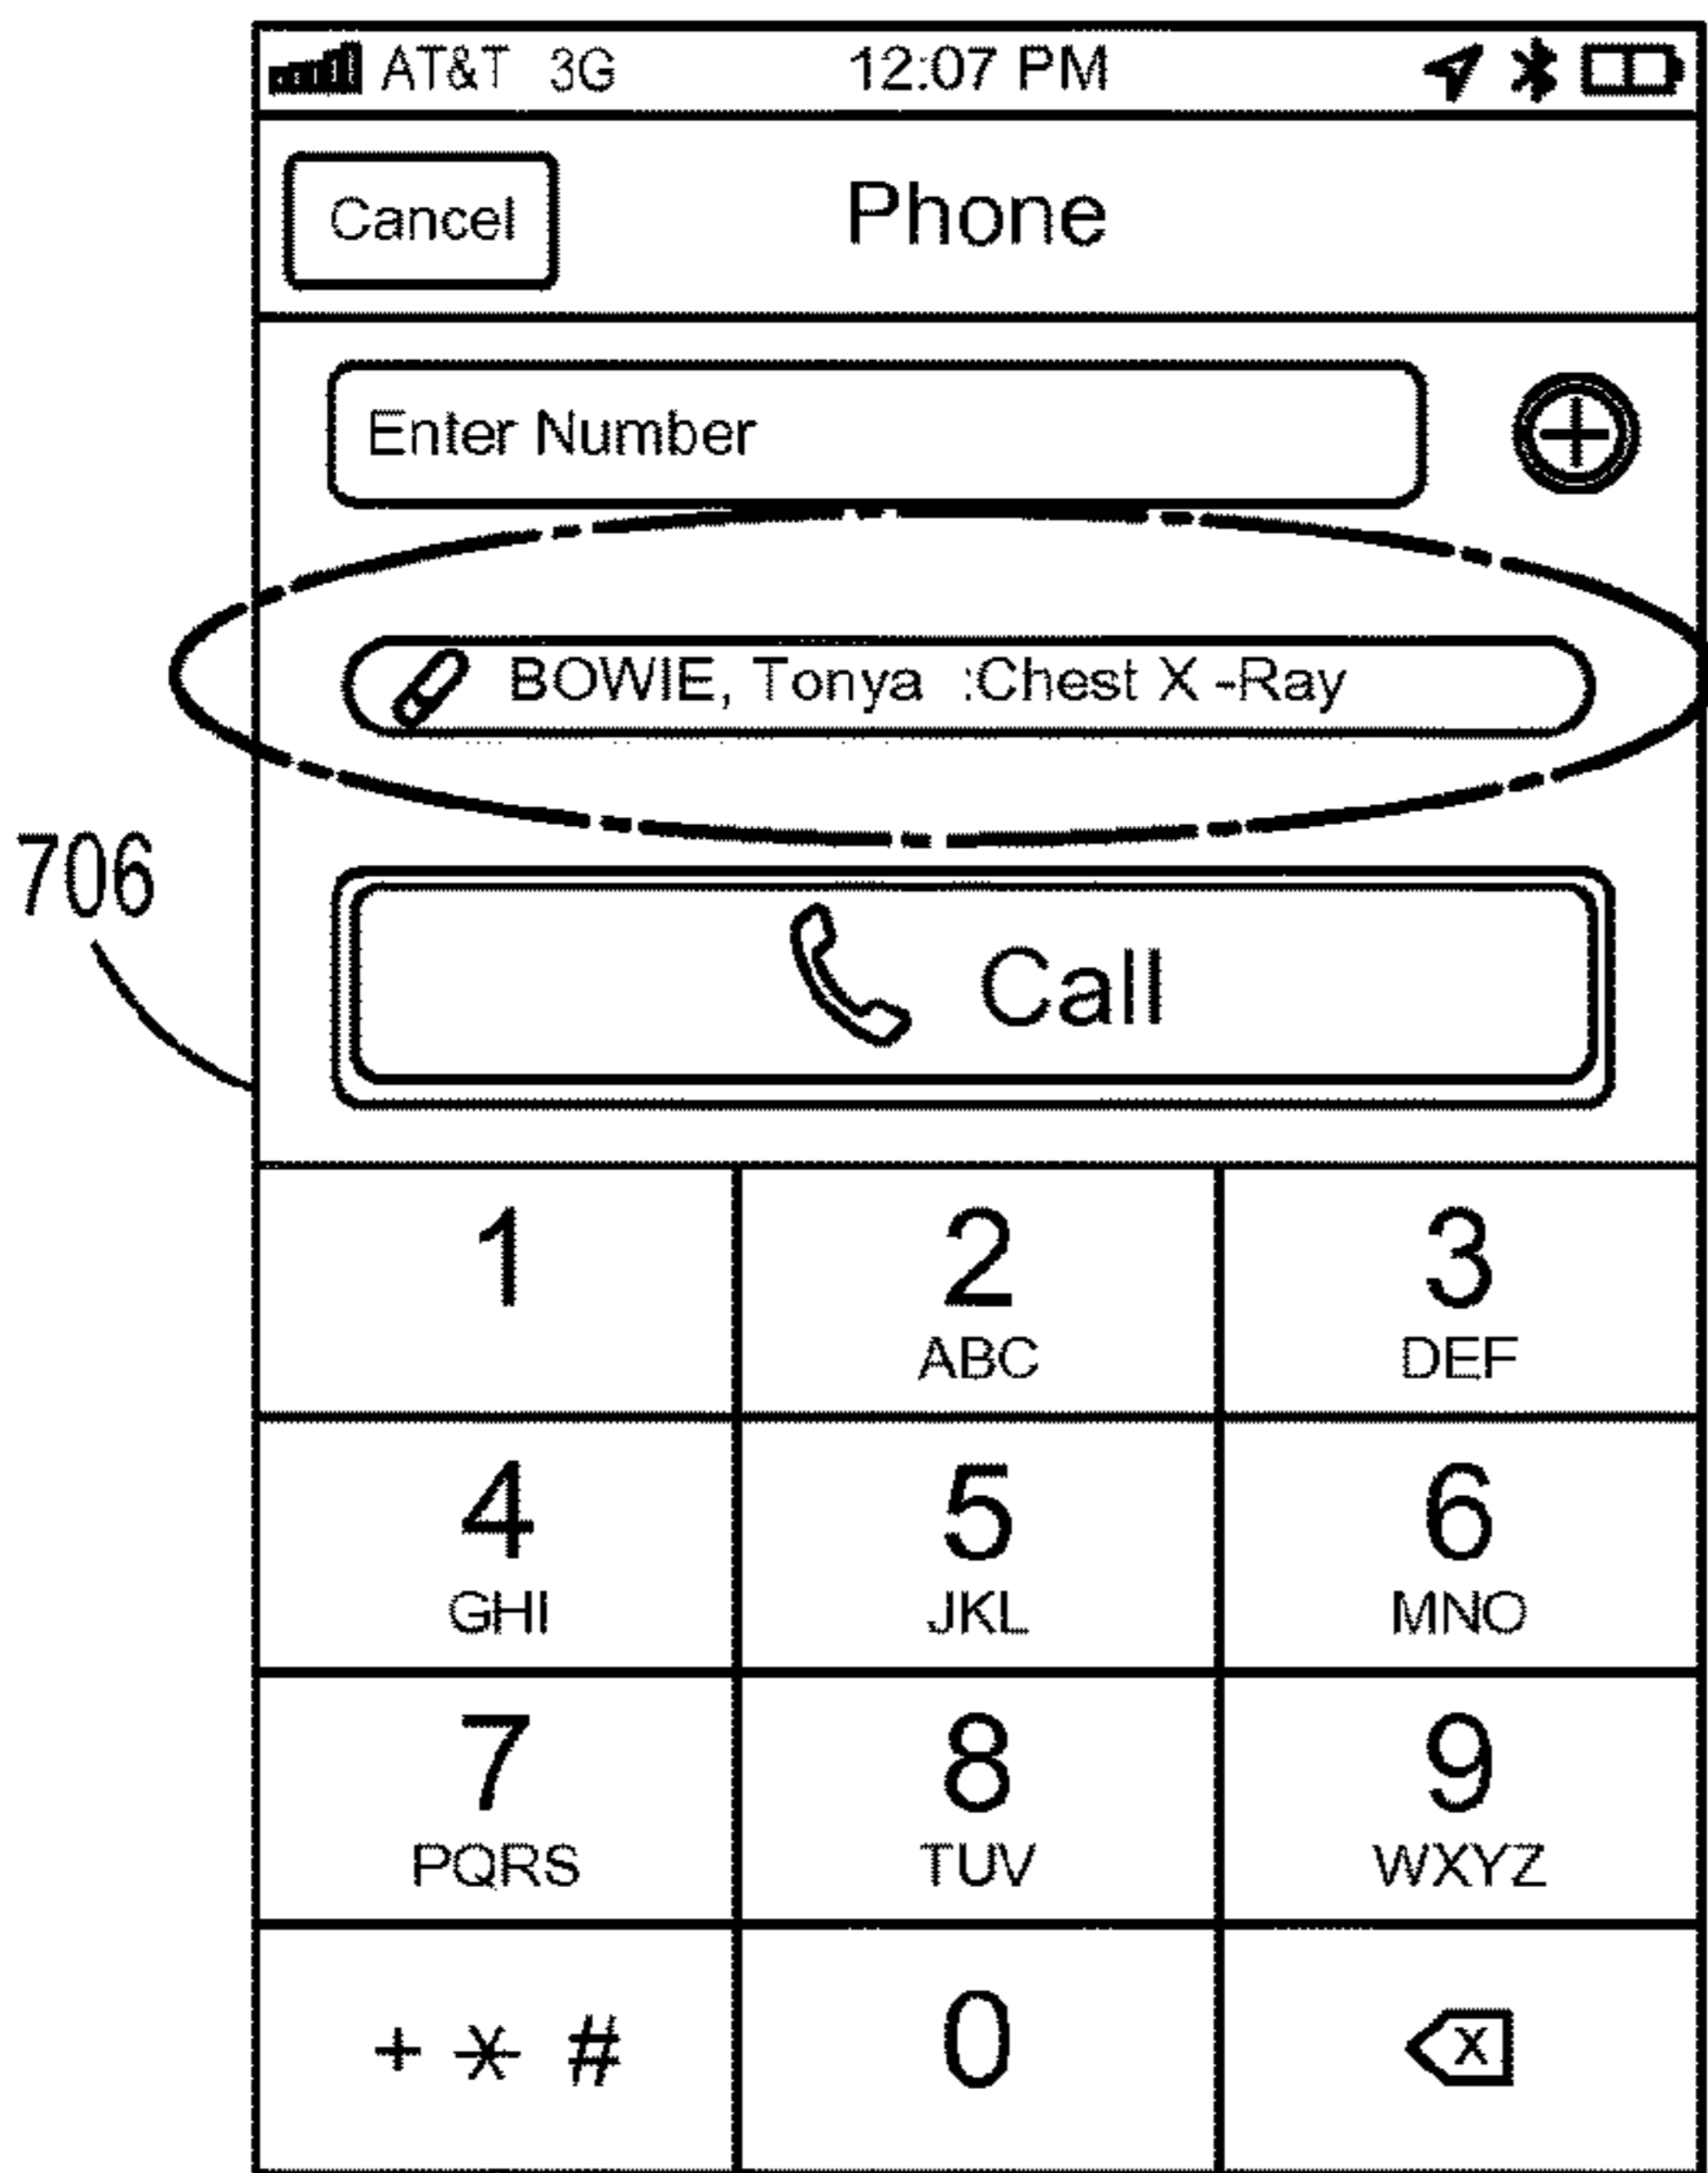 AT&T 3G 12:07 PM
Cancel Phone
Enter Number
BOWIE, Tonya :Chest X -Ray
706
Call
1 2 3
ABC DEF
4 5 6
GHI JKL MNO
7 8 9
PQRS TUV WXYZ
+ * # 0 X